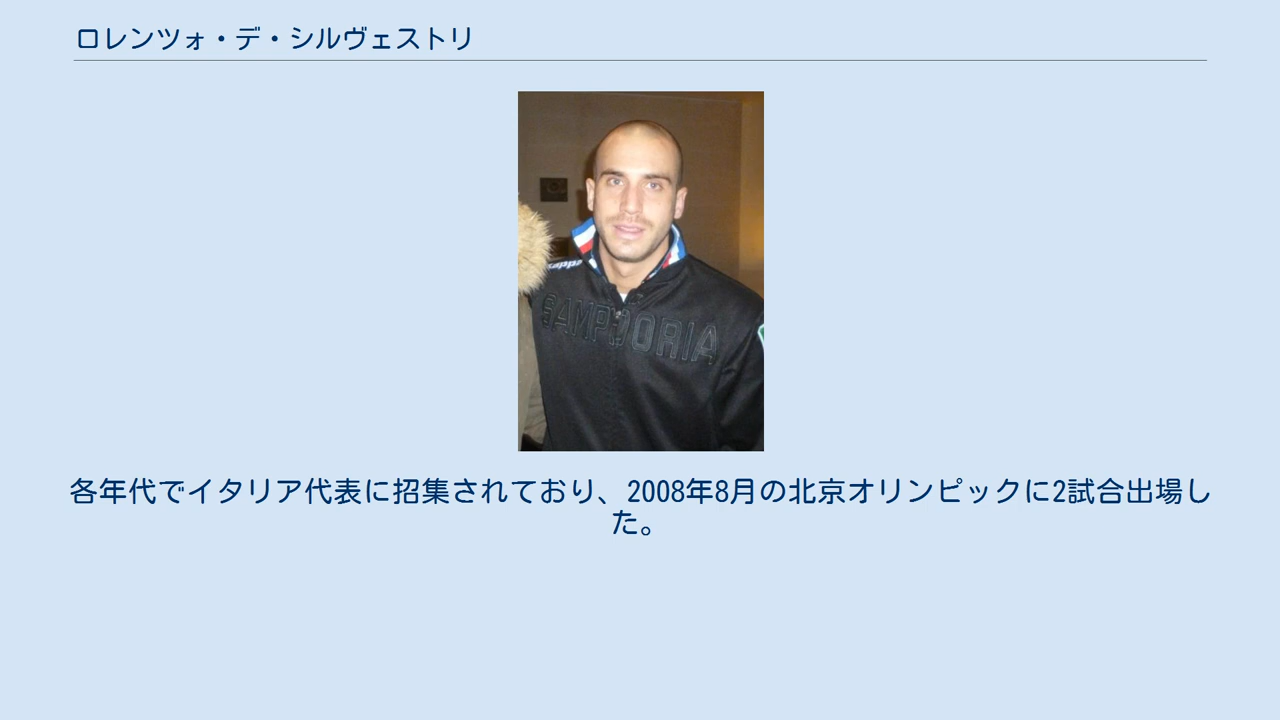 ロレンツォ・デ・シルヴェストリ
kappa
SAMPDORIA
各年代でイタリア代表に招集されており、2008年8月の北京オリンピックに2試合出場し
た。